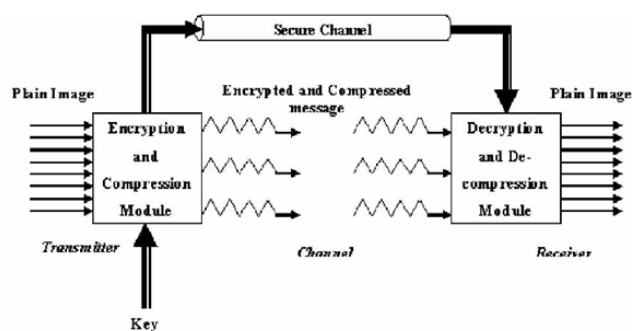 Secure Channel
Plain Image
Encrypted and Compressed
message
Plain Image
Encryption
and
Compression
Module
Decryption
and De-
compression
Module
Transmitter
Channel
Receiver
Key